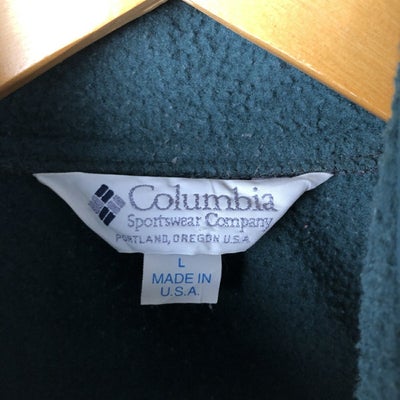 Columbia
Sportswear Company
PORTLAND, OREGON U.S.A.
L
MADE IN
U.S.A.